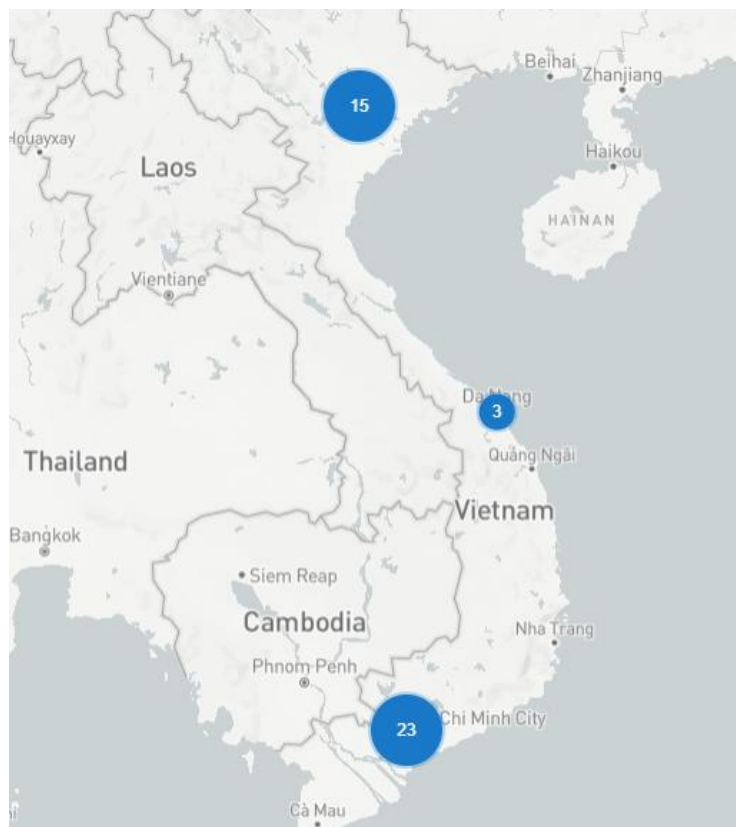 Beihai
Zhanjiang
15
Houayxay
Haikou
Laos
HAINAN
Vientiane
Da Nang
3
Quảng Ngãi
Thailand
Vietnam
Bangkok
Siem Reap
Cambodia
Nha Trang
Phnom Penh
Chi Minh City
23
Cà Mau